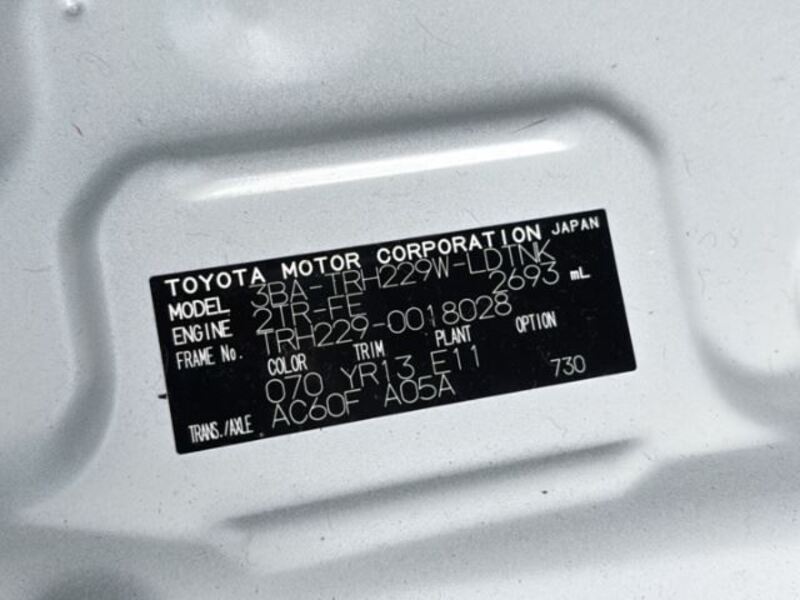 TOYOTA MOTOR CORPORATION JAPAN
MODEL 3BA-TRH229W-LDTNK
ENGINE 2TR-FE 2693 mL
FRAME No. TRH229-0018028
COLOR TRIM PLANT OPTION
070 YR13 E11
TRANS./AXLE AC60F A05A 730